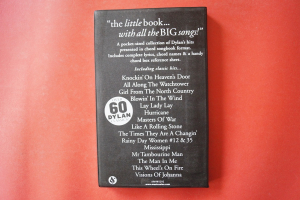 "the little book...
with all the BIG songs!"
A pocket-sized collection of Dylan's hits
presented in chord songbook format.
Includes complete lyrics, chord names & a handy
chord box reference sheet.
Including classic hits...
Knockin' On Heaven's Door
All Along The Watchtower
Girl From The North Country
Blowin' In The Wind
Lay Lady Lay
Hurricane
Masters Of War
Like A Rolling Stone
The Times They Are A Changin'
Rainy Day Women #12 & 35
Mississippi
Mr Tambourine Man
The Man In Me
This Wheel's On Fire
Visions Of Johanna
60
DYLAN